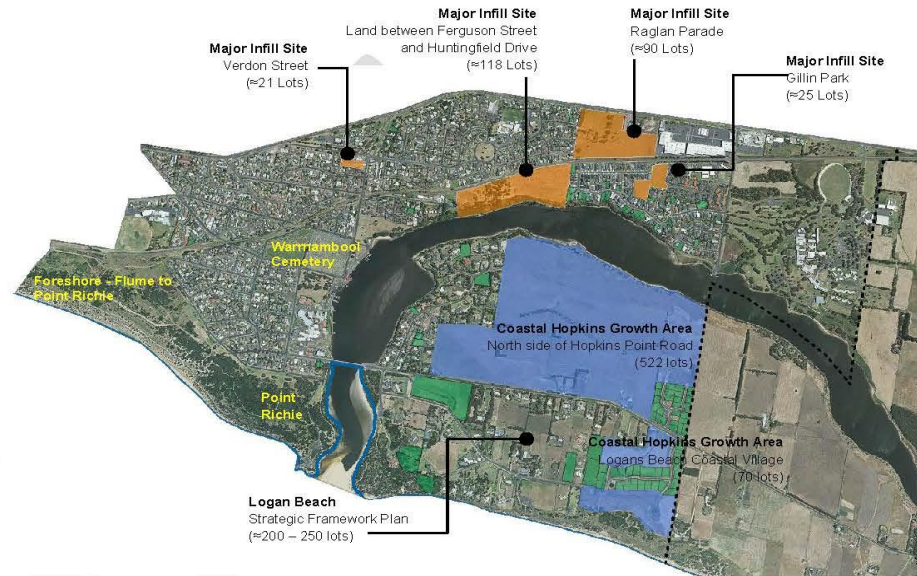 Major Infill Site
Verdon Street
(≈21 Lots)
Major Infill Site
Land between Ferguson Street
and Huntingfield Drive
(≈118 Lots)
Major Infill Site
Raglan Parade
(≈90 Lots)
Major Infill Site
Gillin Park
(≈25 Lots)
Warrnambool
Cemetery
Foreshore - Flume to
Point Richie
Point
Richie
Coastal Hopkins Growth Area
North side of Hopkins Point Road
(522 lots)
Coastal Hopkins Growth Area
Logans Beach Coastal Village
(70 lots)
Logan Beach
Strategic Framework Plan
(≈200 – 250 lots)